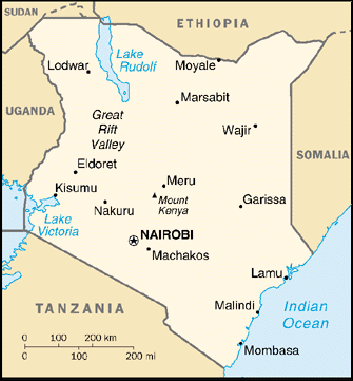 SUDAN
ETHIOPIA
Lake
Rudolf
Lodwar
Moyale
Marsabit
UGANDA
Great
Rift
Valley
Wajir
SOMALIA
Eldoret
Kisumu
Meru
Mount
Kenya
Garissa
Nakuru
Lake
Victoria
NAIROBI
Machakos
Lamu
TANZANIA
Malindi
Indian
Ocean
0 100 200 km
0 100 200 mi
Mombasa